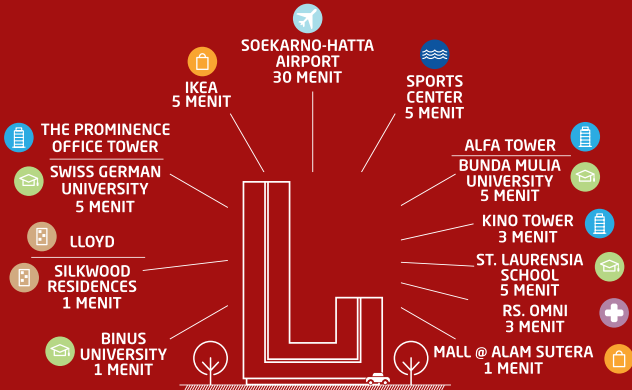 SOEKARNO-HATTA
AIRPORT
30 MENIT
IKEA
5 MENIT
SPORTS
CENTER
5 MENIT
THE PROMINENCE
OFFICE TOWER
SWISS GERMAN
UNIVERSITY
5 MENIT
LLOYD
SILKWOOD
RESIDENCES
1 MENIT
BINUS
UNIVERSITY
1 MENIT
ALFA TOWER
BUNDA MULIA
UNIVERSITY
5 MENIT
KINO TOWER
3 MENIT
ST. LAURENSIA
SCHOOL
5 MENIT
RS. OMNI
3 MENIT
MALL @ ALAM SUTERA
1 MENIT